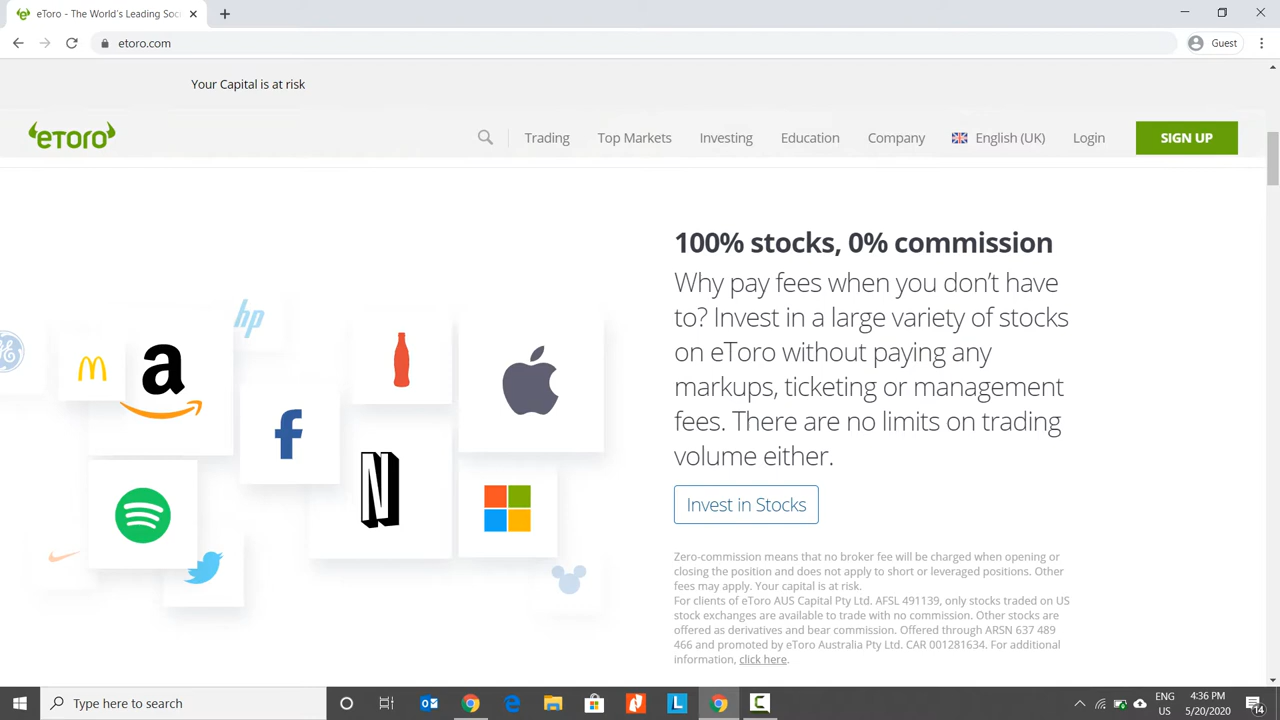 eToro - The World's Leading Soc
etoro.com
Guest
Your Capital is at risk
eTORO
Trading
Top Markets
Investing
Education
Company
English (UK)
Login
SIGN UP
100% stocks, 0% commission
Why pay fees when you don't have
to? Invest in a large variety of stocks
on eToro without paying any
markups, ticketing or management
fees. There are no limits on trading
volume either.
Invest in Stocks
Zero-commission means that no broker fee will be charged when opening or
closing the position and does not apply to short or leveraged positions. Other
fees may apply. Your capital is at risk.
For clients of eToro AUS Capital Pty Ltd. AFSL 491139, only stocks traded on US
stock exchanges are available to trade with no commission. Other stocks are
offered as derivatives and bear commission. Offered through ARSN 637 489
466 and promoted by eToro Australia Pty Ltd. CAR 001281634. For additional
information, click here.
hp
a
f
N
Type here to search
L
ENG
US
4:36 PM
5/20/2020
14